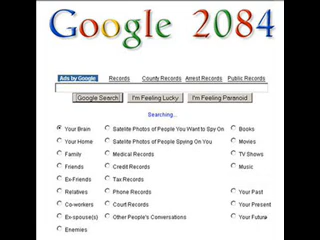 Google 2084
Ads by Google Records County Records Arrest Records Public Records
Google Search I'm Feeling Lucky I'm Feeling Paranoid
Searching...
Your Brain Satelite Photos of People You Want to Spy On Books
Your Home Satelite Photos of People Spying On You Movies
Family Medical Records TV Shows
Friends Credit Records Music
Ex-Friends Tax Records
Relatives Phone Records Your Past
Co-workers Court Records Your Present
Ex-spouse(s) Other People's Conversations Your Future
Enemies